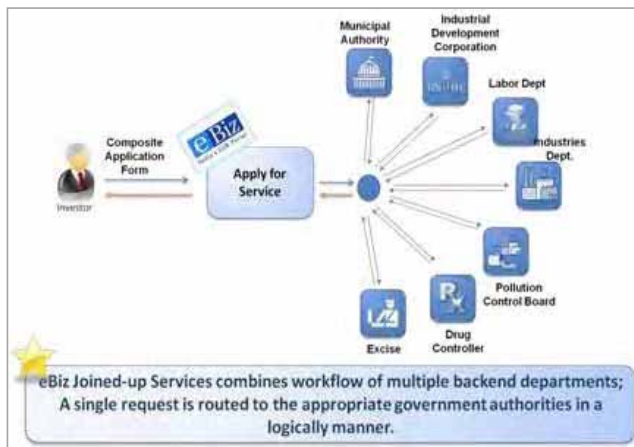 Municipal
Authority
Industrial
Development
Corporation
Labor Dept
Industries
Dept.
Composite
Application
Form
eBiz
Apply for
Service
Investor
Pollution
Control Board
Drug
Controller
Rx
Excise
eBiz Joined-up Services combines workflow of multiple backend departments;
A single request is routed to the appropriate government authorities in a
logically manner.